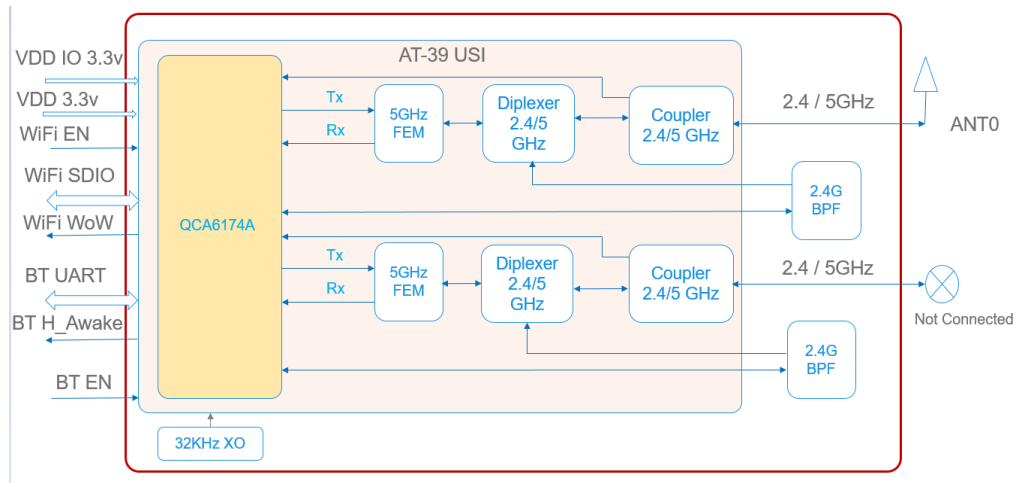 AT-39 USI
VDD IO 3.3v
VDD 3.3v
WiFi EN
WiFi SDIO
WiFi WoW
BT UART
BT H_Awake
BT EN
QCA6174A
32KHz XO
Tx
Rx
5GHz
FEM
Diplexer
2.4/5
GHz
Coupler
2.4/5 GHz
2.4 / 5GHz
ANT0
2.4G
BPF
Tx
Rx
5GHz
FEM
Diplexer
2.4/5
GHz
Coupler
2.4/5 GHz
2.4 / 5GHz
Not Connected
2.4G
BPF